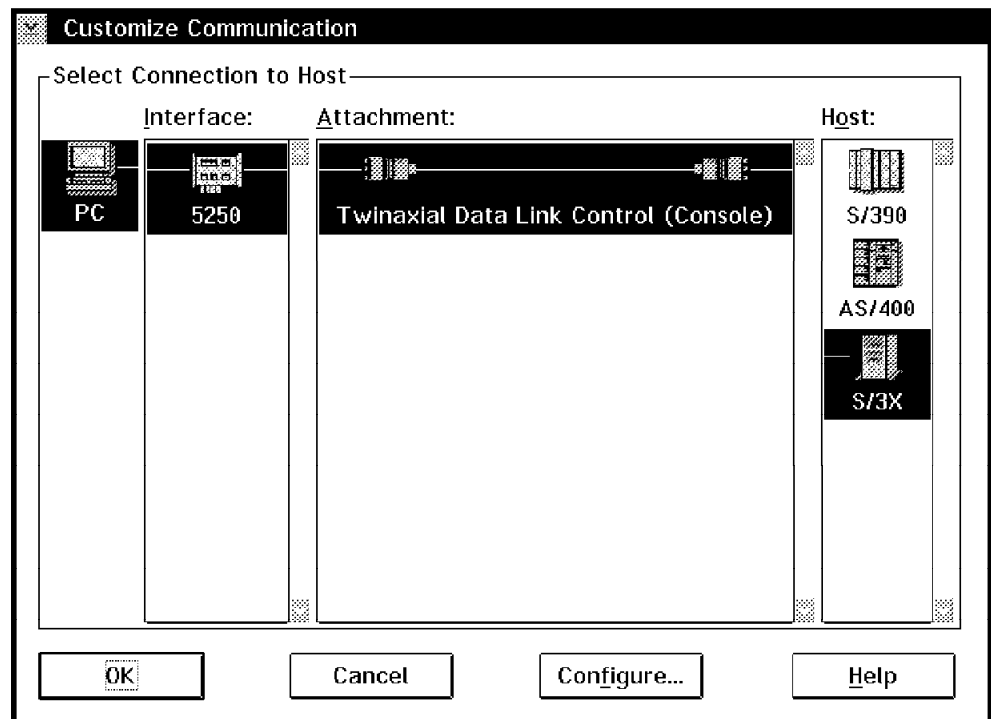 Customize Communication
Select Connection to Host
Interface:
Attachment:
Host:
PC
5250
Twinaxial Data Link Control (Console)
S/390
AS/400
S/3X
OK
Cancel
Configure...
Help